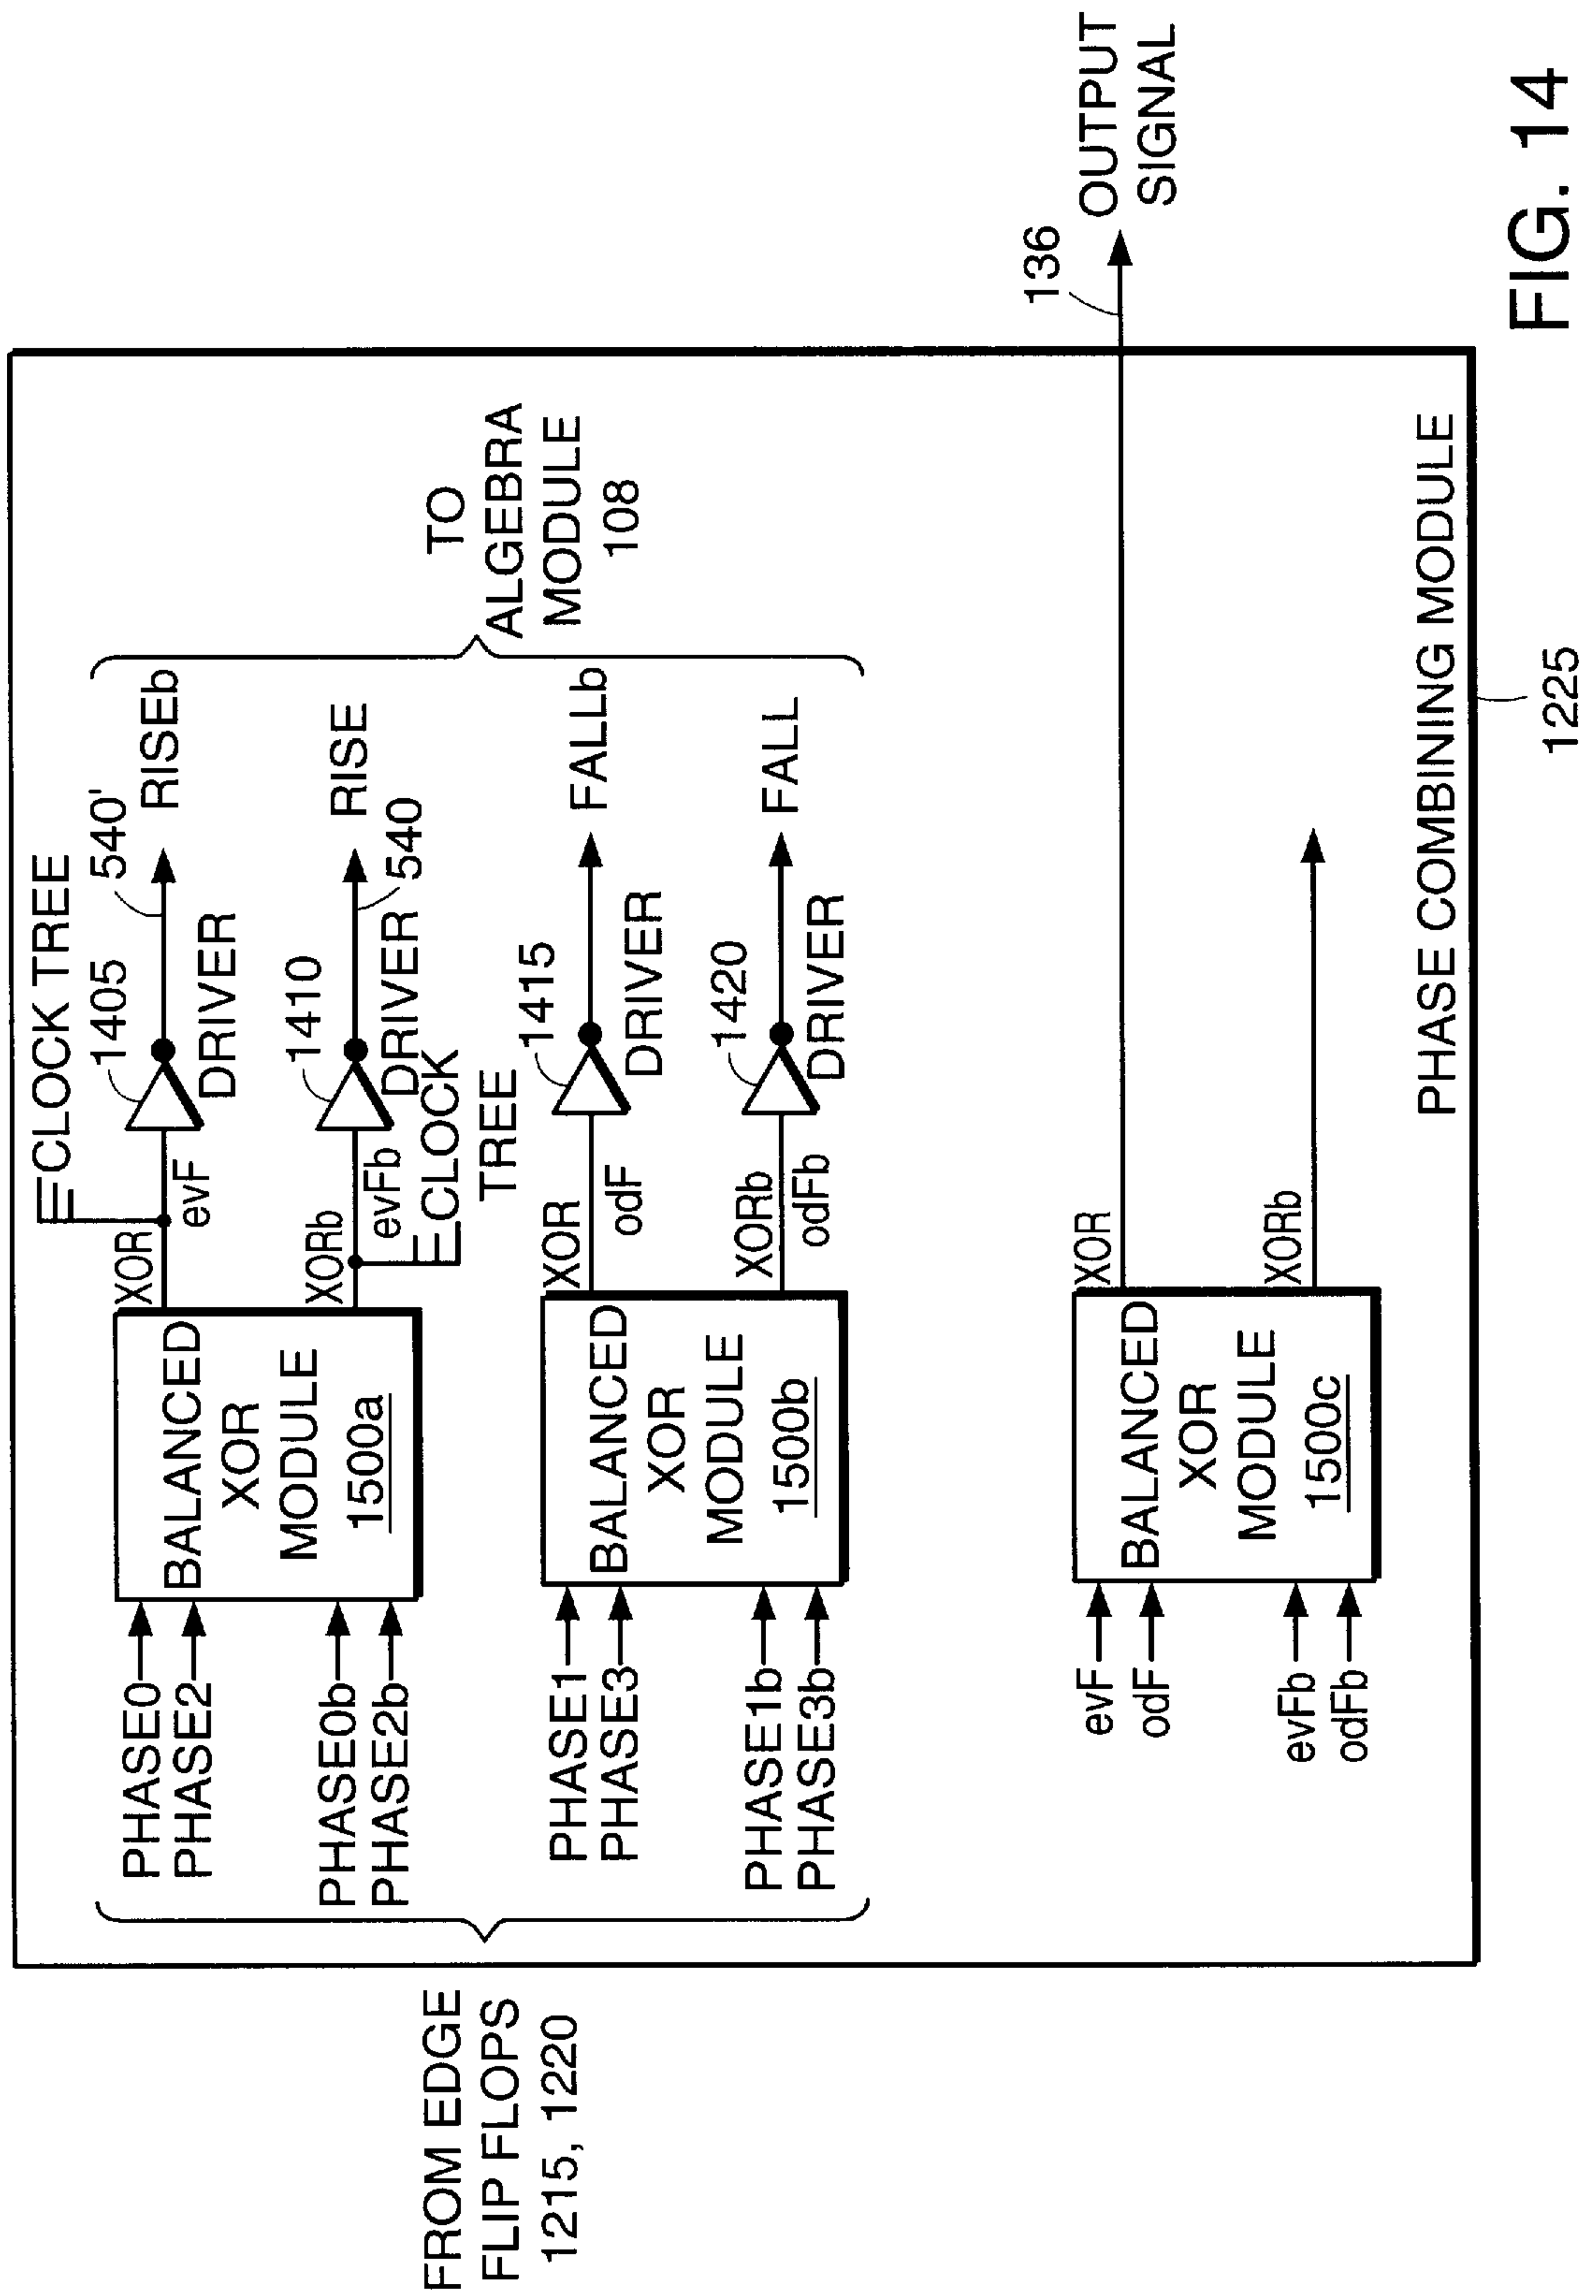 FROM EDGE
FLIP FLOPS
1215, 1220
PHASE0
PHASE2
PHASE0b
PHASE2b
BALANCED
XOR
MODULE
1500a
XOR
evF
CLOCK TREE
1405
DRIVER
540'
RISEb
XORb
evFb
CLOCK
TREE
1410
DRIVER
540
RISE
PHASE1
PHASE3
PHASE1b
PHASE3b
BALANCED
XOR
MODULE
1500b
XOR
odF
1415
DRIVER
FALLb
XORb
odFb
1420
DRIVER
FALL
TO
ALGEBRA
MODULE
108
evF
odF
evFb
odFb
BALANCED
XOR
MODULE
1500c
XOR
XORb
136
OUTPUT
SIGNAL
PHASE COMBINING MODULE
1225
FIG. 14